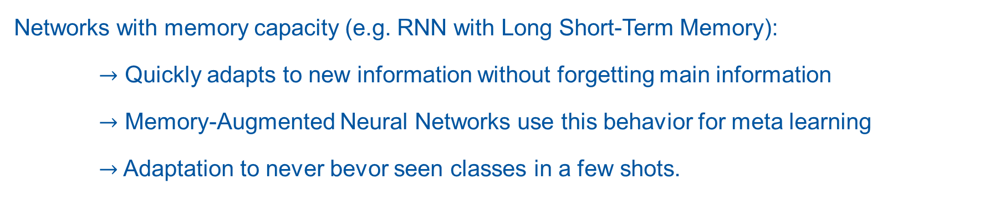 Networks with memory capacity (e.g. RNN with Long Short-Term Memory):
→ Quickly adapts to new information without forgetting main information
→ Memory-Augmented Neural Networks use this behavior for meta learning
→ Adaptation to never bevor seen classes in a few shots.